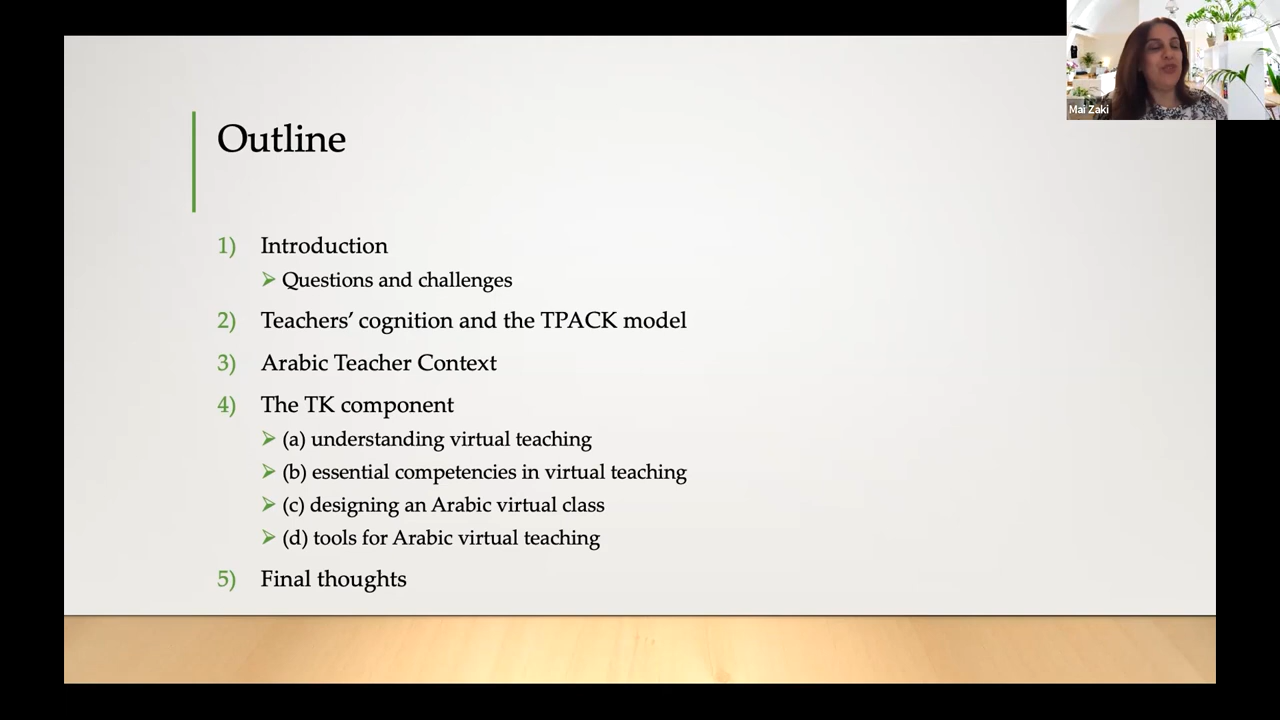 Mai Zaki
Outline
1) Introduction
➢ Questions and challenges
2) Teachers’ cognition and the TPACK model
3) Arabic Teacher Context
4) The TK component
➢ (a) understanding virtual teaching
➢ (b) essential competencies in virtual teaching
➢ (c) designing an Arabic virtual class
➢ (d) tools for Arabic virtual teaching
5) Final thoughts